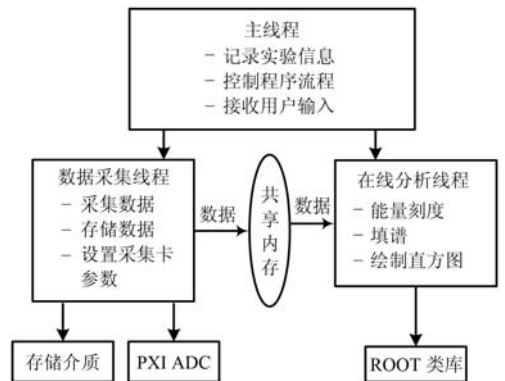 主线程
－ 记录实验信息
－ 控制程序流程
－ 接收用户输入
数据采集线程
－ 采集数据
－ 存储数据
－ 设置采集卡
参数
数据
共享内存
数据
在线分析线程
－ 能量刻度
－ 填谱
－ 绘制直方图
存储介质
PXI ADC
ROOT 类库